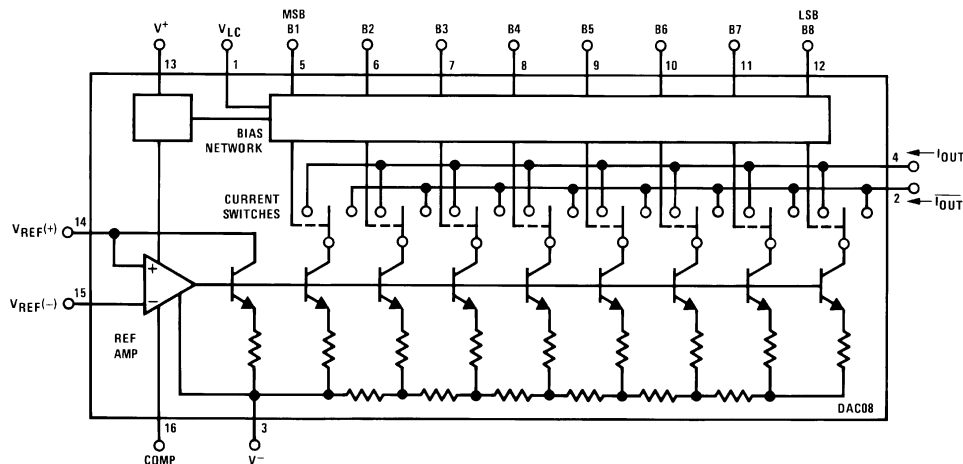 MSB LSB
V+ VLC B1 B2 B3 B4 B5 B6 B7 B8
13 1 5 6 7 8 9 10 11 12
BIAS
NETWORK
4 IOUT
CURRENT
SWITCHES
2 IOUT
14
VREF(+)
+
15
VREF(−)
−
REF
AMP
DAC08
16 3
COMP V−